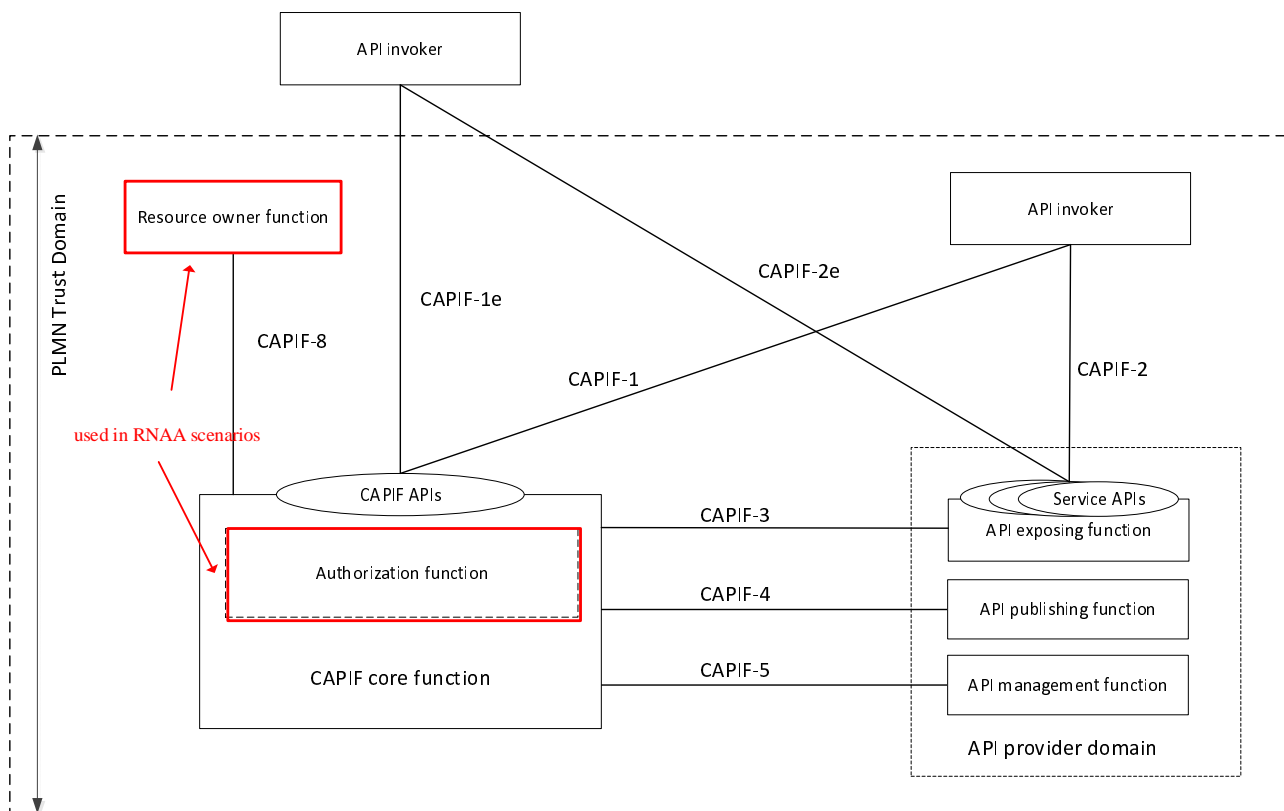 API invoker
PLMN Trust Domain
Resource owner function
API invoker
CAPIF-2e
CAPIF-1e
CAPIF-8
CAPIF-1
CAPIF-2
used in RNAA scenarios
CAPIF APIs
Service APIs
CAPIF-3
API exposing function
Authorization function
CAPIF-4
API publishing function
CAPIF core function
CAPIF-5
API management function
API provider domain